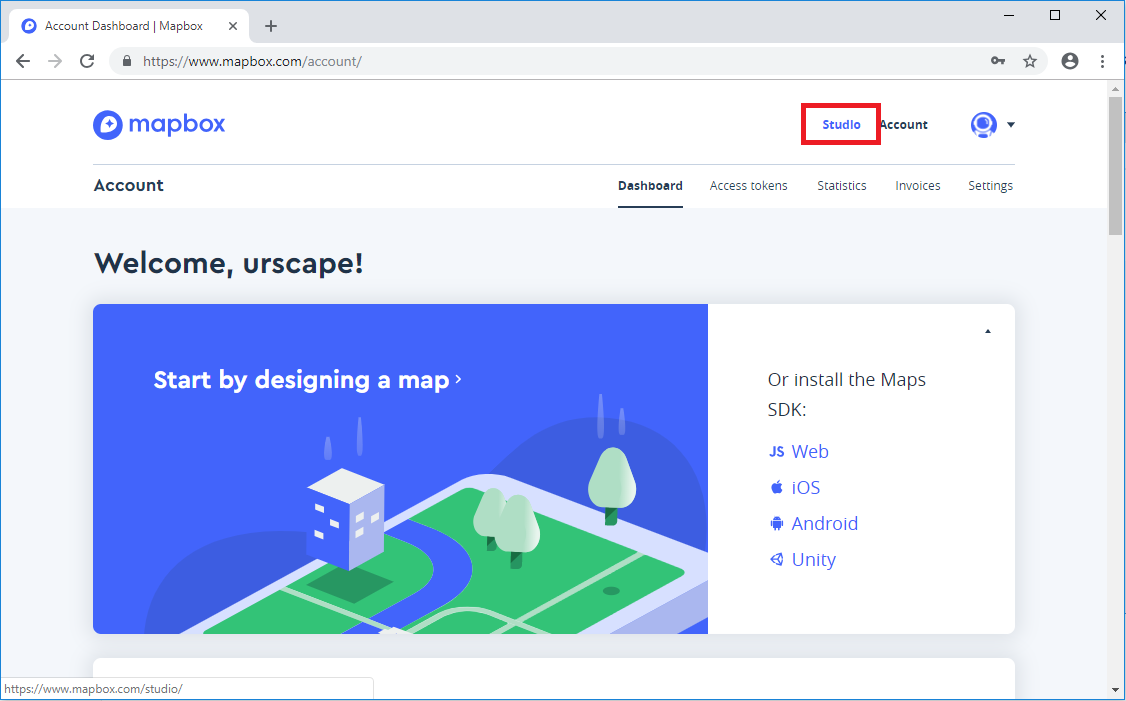 Account Dashboard | Mapbox
https://www.mapbox.com/account/
mapbox
Studio
Account
Account
Dashboard
Access tokens
Statistics
Invoices
Settings
Welcome, urscape!
Start by designing a map ›
Or install the Maps
SDK:
JS Web
iOS
Android
Unity
https://www.mapbox.com/studio/